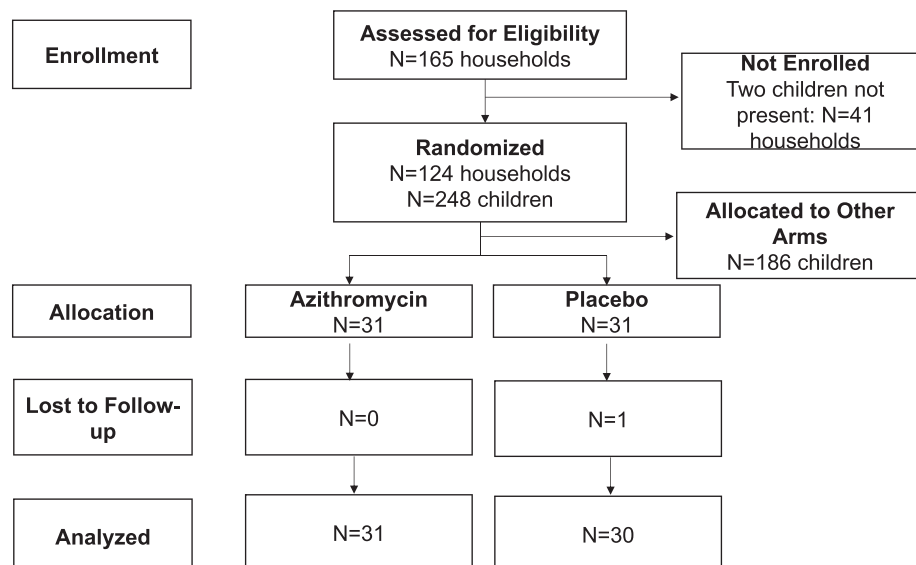 Enrollment
Assessed for Eligibility
N=165 households
Not Enrolled
Two children not
present: N=41
households
Randomized
N=124 households
N=248 children
Allocated to Other
Arms
N=186 children
Allocation
Azithromycin
N=31
Placebo
N=31
Lost to Follow-
up
N=0
N=1
Analyzed
N=31
N=30